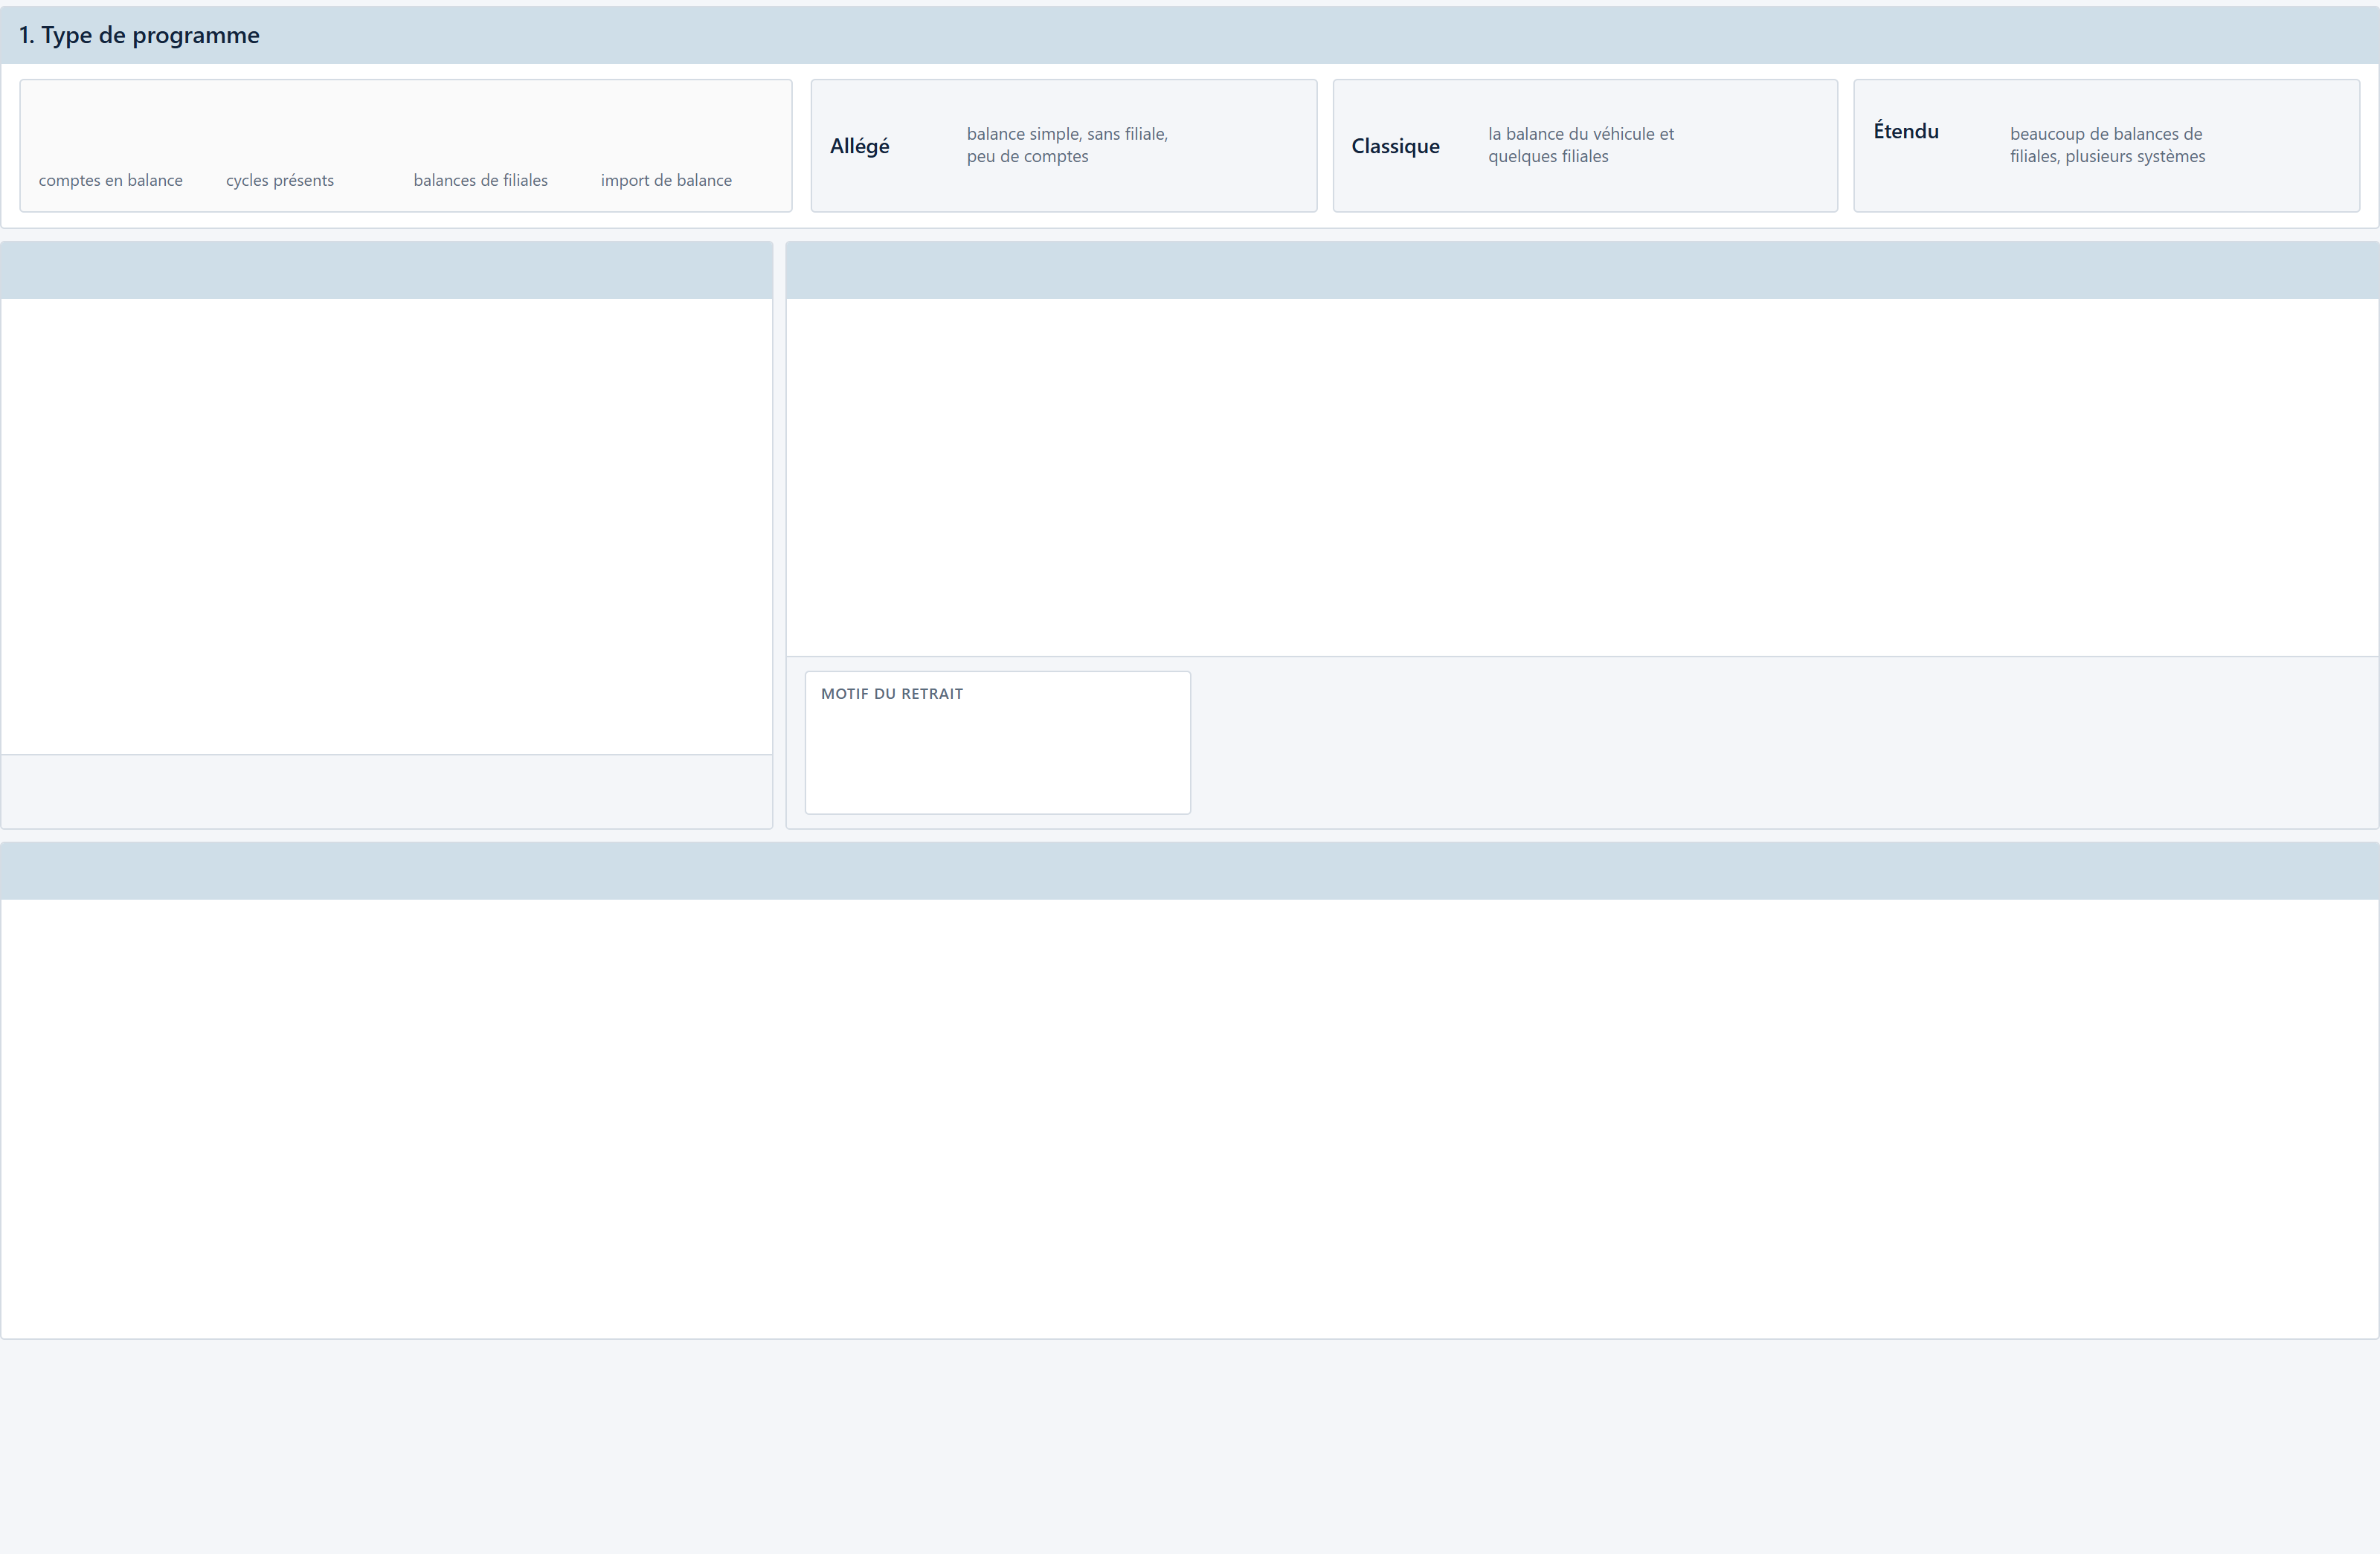 1. Type de programme
comptes en balance
cycles présents
balances de filiales
import de balance
Allégé
balance simple, sans filiale,
peu de comptes
Classique
la balance du véhicule et
quelques filiales
Étendu
beaucoup de balances de
filiales, plusieurs systèmes
MOTIF DU RETRAIT